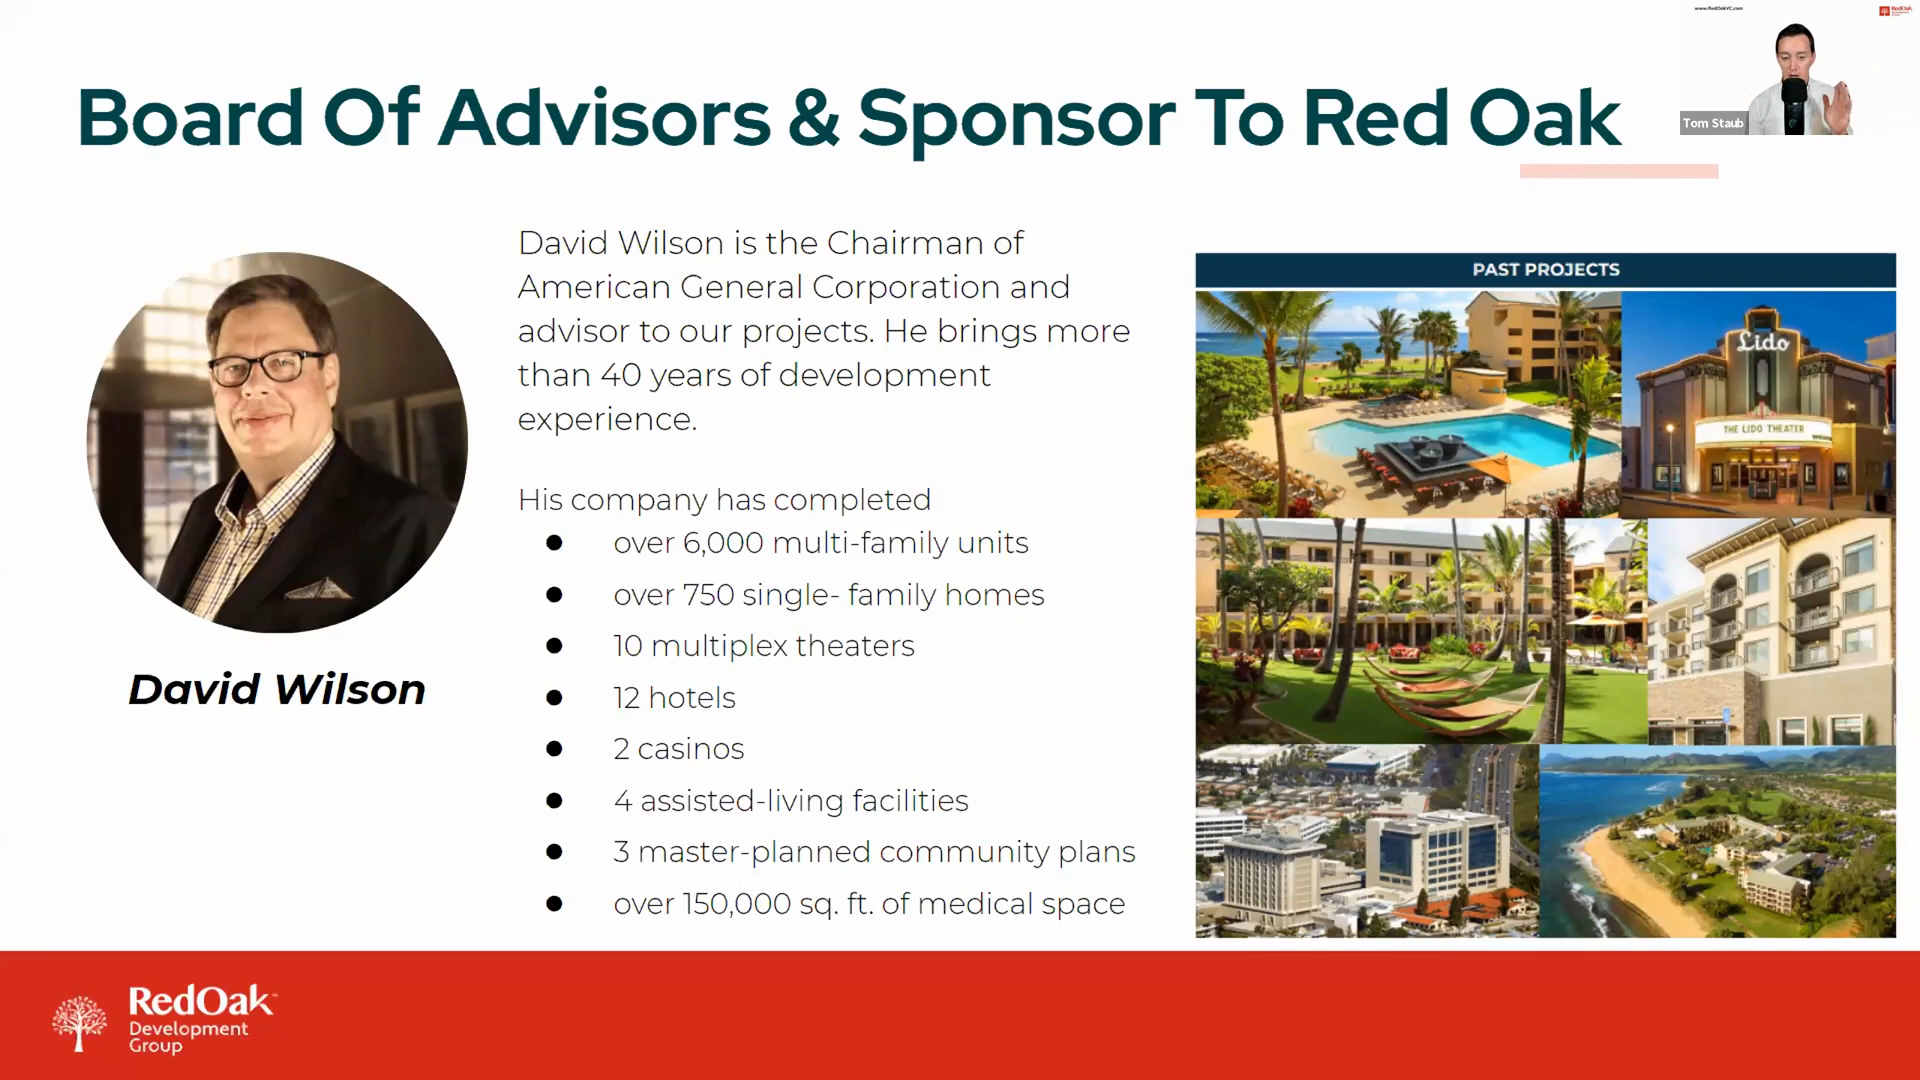 www.RedOakVC.com
RedOak
Board Of Advisors & Sponsor To Red Oak
Tom Staub
David Wilson is the Chairman of
American General Corporation and
advisor to our projects. He brings more
than 40 years of development
experience.
His company has completed
● over 6,000 multi-family units
● over 750 single- family homes
● 10 multiplex theaters
● 12 hotels
● 2 casinos
● 4 assisted-living facilities
● 3 master-planned community plans
● over 150,000 sq. ft. of medical space
David Wilson
PAST PROJECTS
Lido
THE LIDO THEATER
RedOak
Development
Group